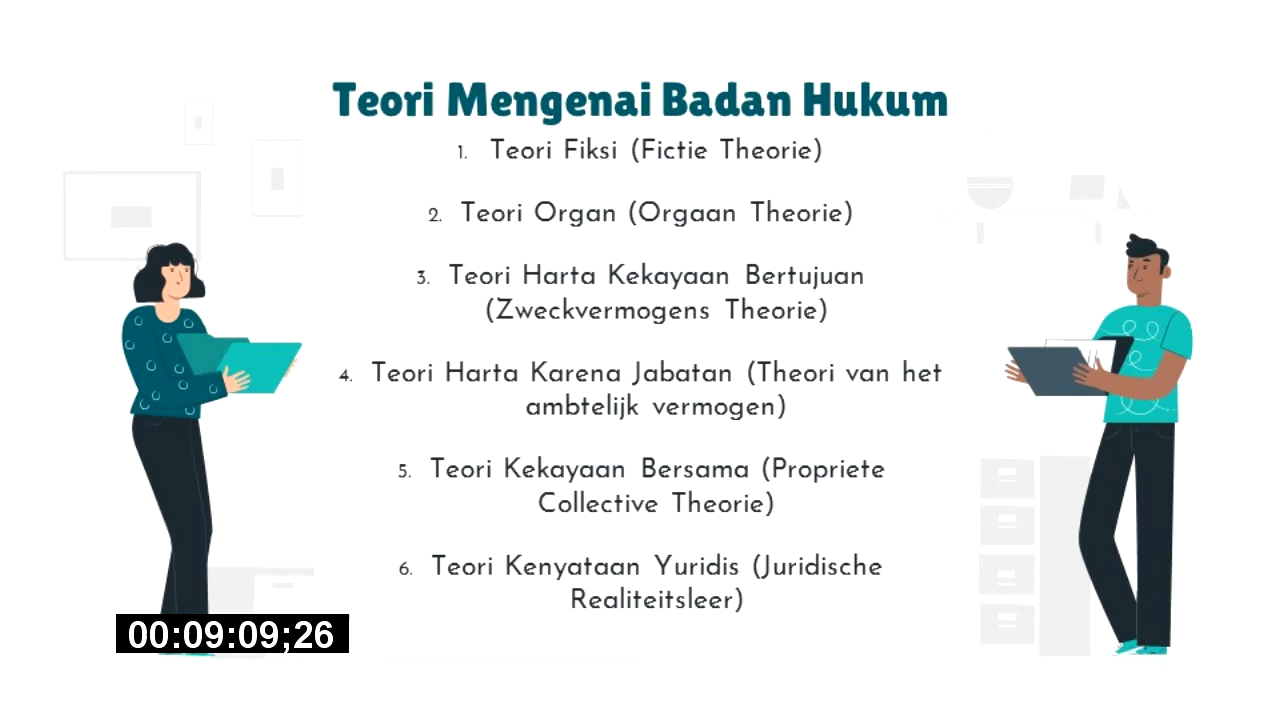 Teori Mengenai Badan Hukum
1. Teori Fiksi (Fictie Theorie)
2. Teori Organ (Orgaan Theorie)
3. Teori Harta Kekayaan Bertujuan
(Zweckvermogens Theorie)
4. Teori Harta Karena Jabatan (Theori van het
ambtelijk vermogen)
5. Teori Kekayaan Bersama (Propriete
Collective Theorie)
6. Teori Kenyataan Yuridis (Juridische
Realiteitsleer)
00:09:09;26